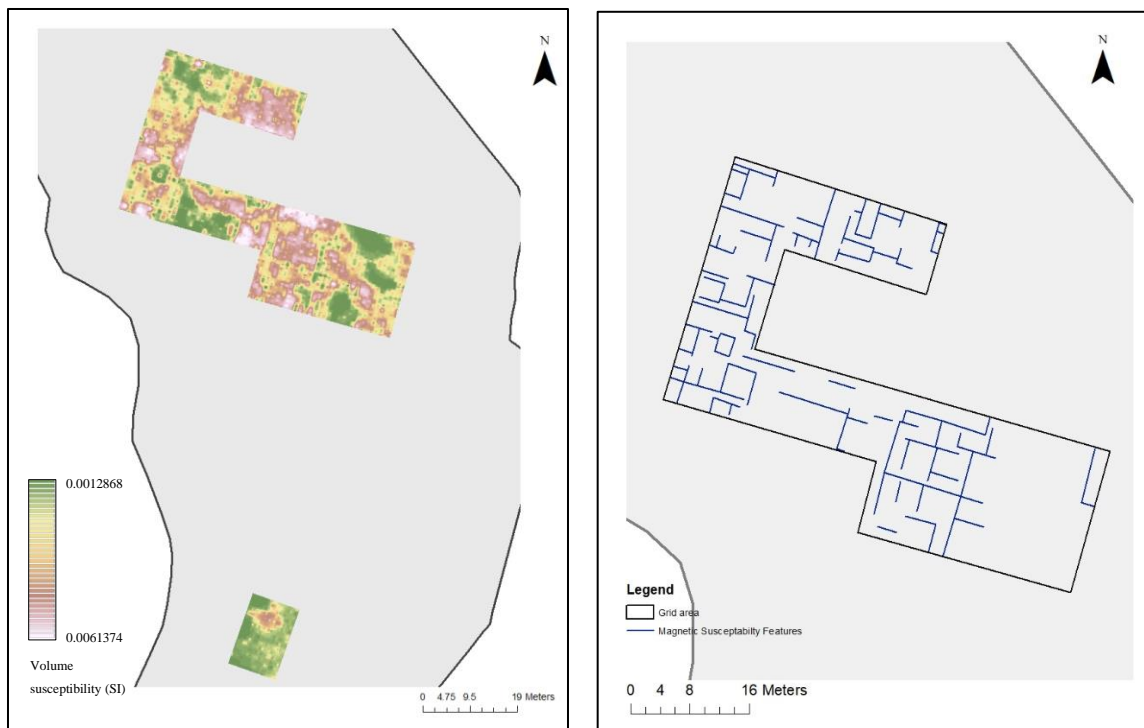 N
0.0012868
0.0061374
Volume
susceptibility (SI)
0 4.75 9.5 19 Meters
N
Legend
Grid area
Magnetic Susceptabilty Features
0 4 8 16 Meters